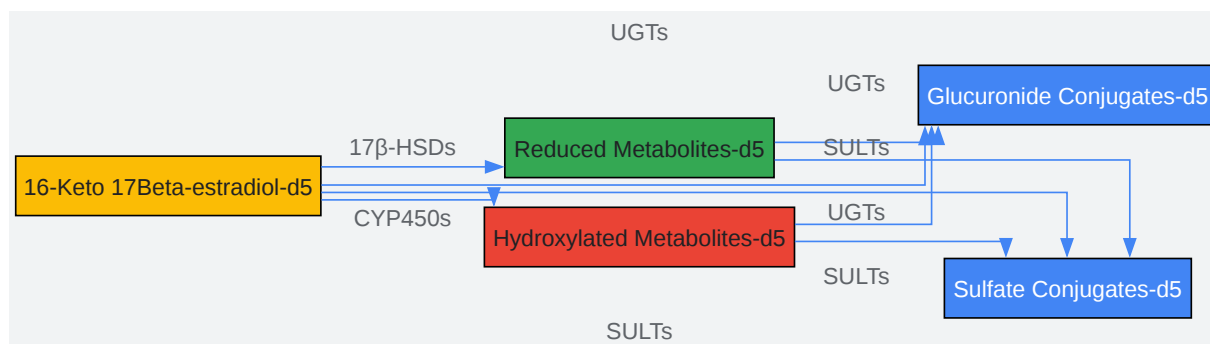 UGTs
UGTs
Glucuronide Conjugates-d5
17β-HSDs
Reduced Metabolites-d5
SULTs
16-Keto 17Beta-estradiol-d5
CYP450s
Hydroxylated Metabolites-d5
UGTs
SULTs
Sulfate Conjugates-d5
SULTs